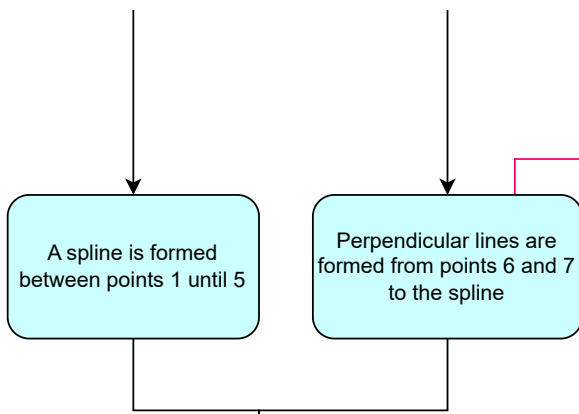 A spline is formed
between points 1 until 5
Perpendicular lines are
formed from points 6 and 7
to the spline